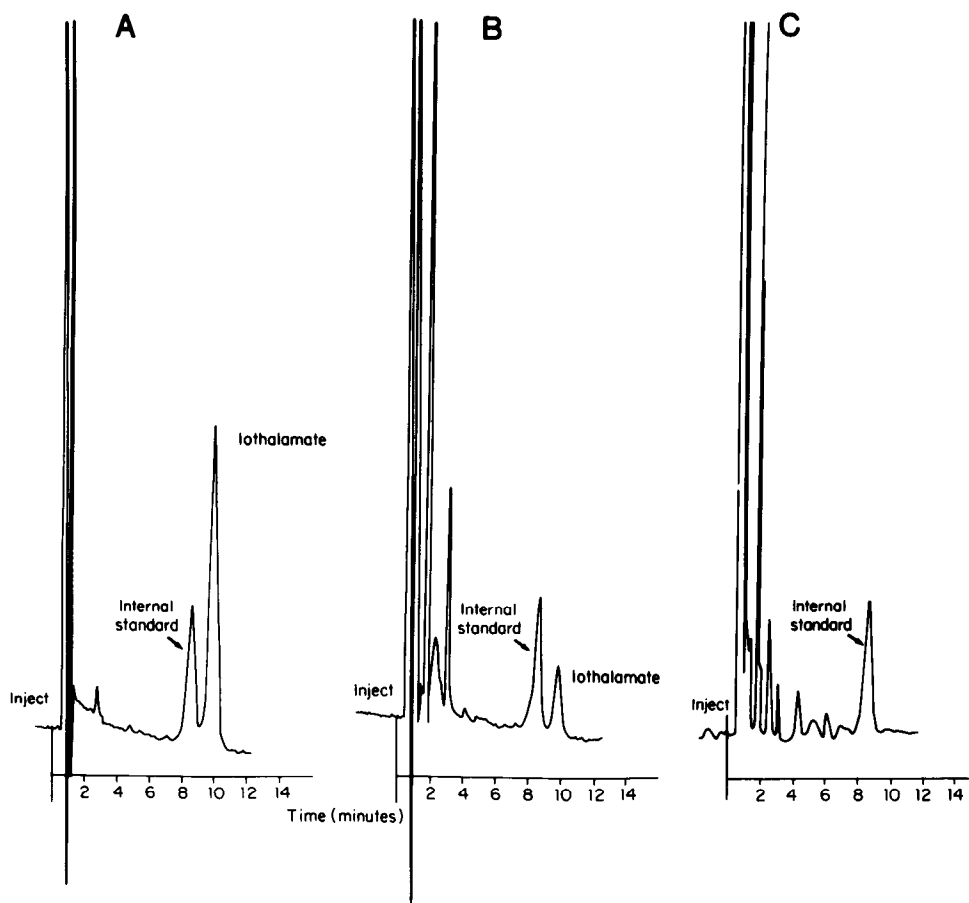 A
B
C
Iothalamate
Internal
standard
Inject
Internal
standard
Iothalamate
Inject
Internal
standard
Inject
2 4 6 8 10 12 14
2 4 6 8 10 12 14
2 4 6 8 10 12 14
Time (minutes)